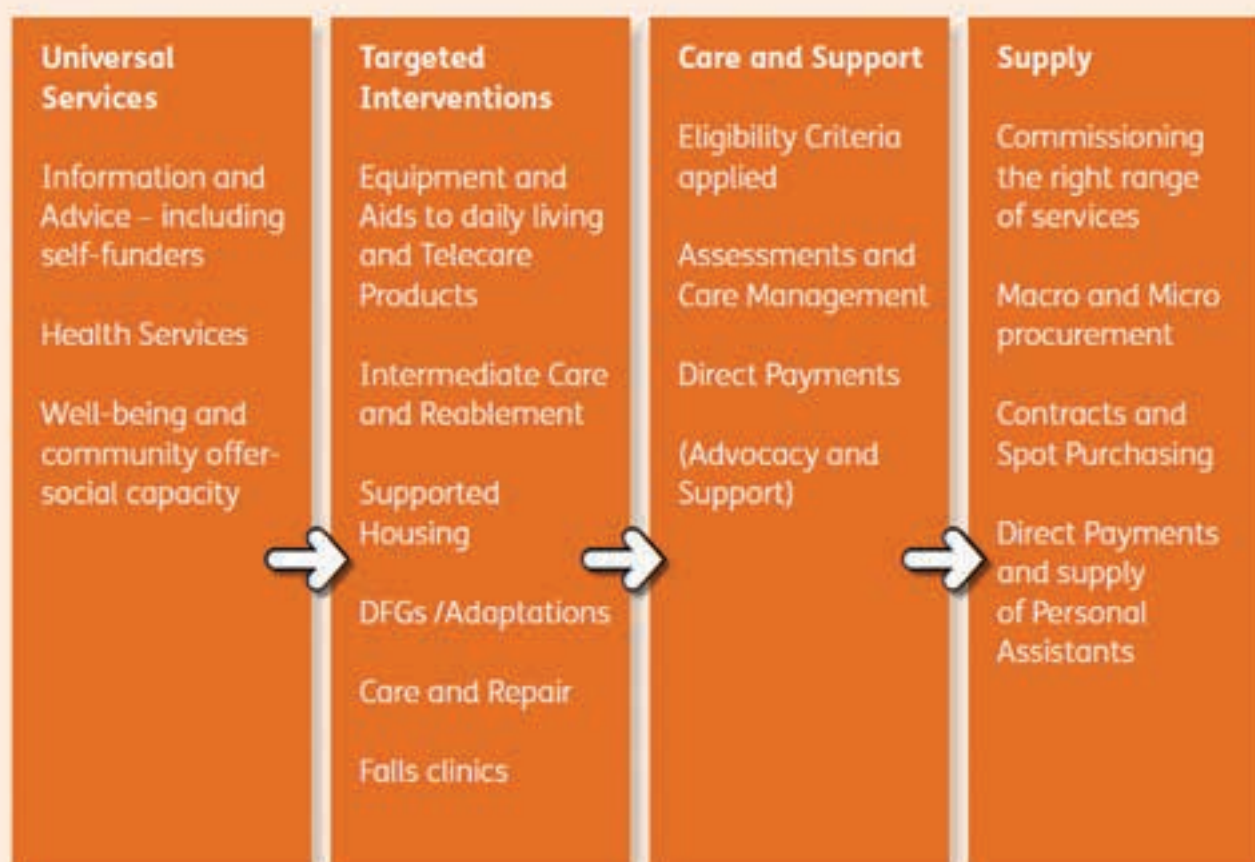 Universal
Services
Information and
Advice – including
self-funders
Health Services
Well-being and
community offer-
social capacity
Targeted
Interventions
Equipment and
Aids to daily living
and Telecare
Products
Intermediate Care
and Reablement
Supported
Housing
DFGs /Adaptations
Care and Repair
Falls clinics
Care and Support
Eligibility Criteria
applied
Assessments and
Care Management
Direct Payments
(Advocacy and
Support)
Supply
Commissioning
the right range
of services
Macro and Micro
procurement
Contracts and
Spot Purchasing
Direct Payments
and supply
of Personal
Assistants